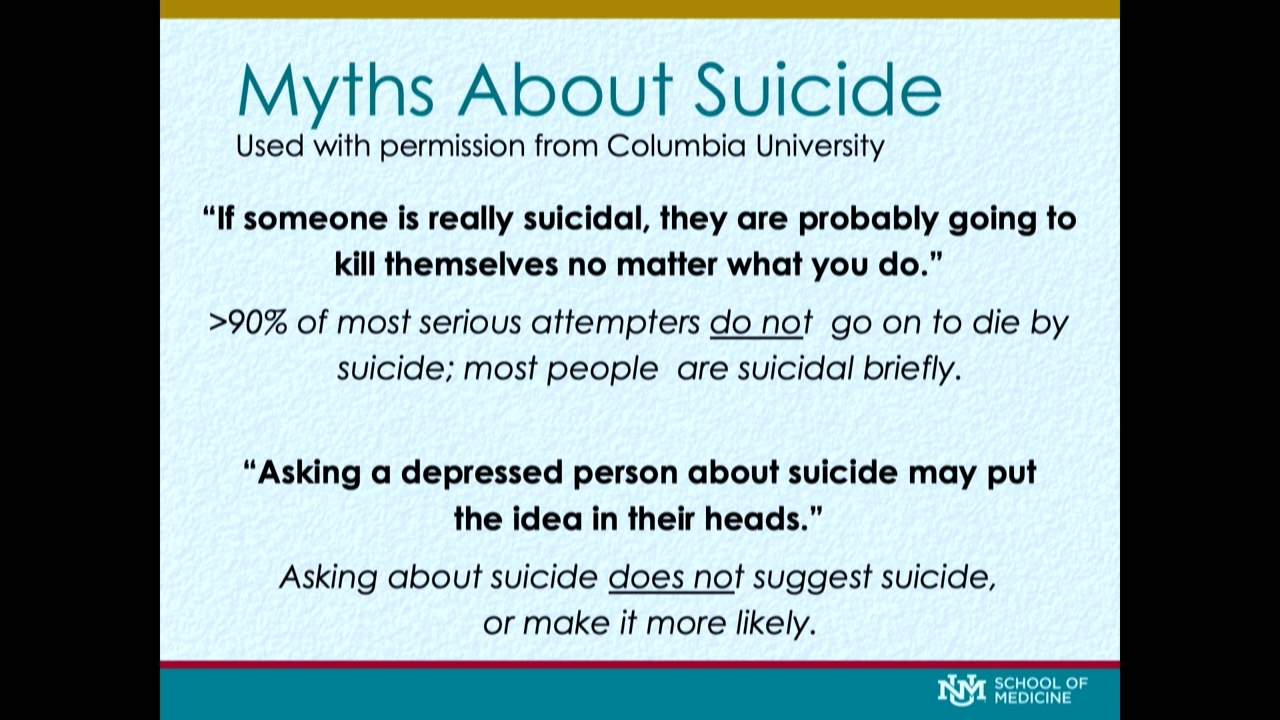 Myths About Suicide
Used with permission from Columbia University
“If someone is really suicidal, they are probably going to
kill themselves no matter what you do.”
>90% of most serious attempters do not go on to die by
suicide; most people are suicidal briefly.
“Asking a depressed person about suicide may put
the idea in their heads.”
Asking about suicide does not suggest suicide,
or make it more likely.
UNM SCHOOL OF
MEDICINE